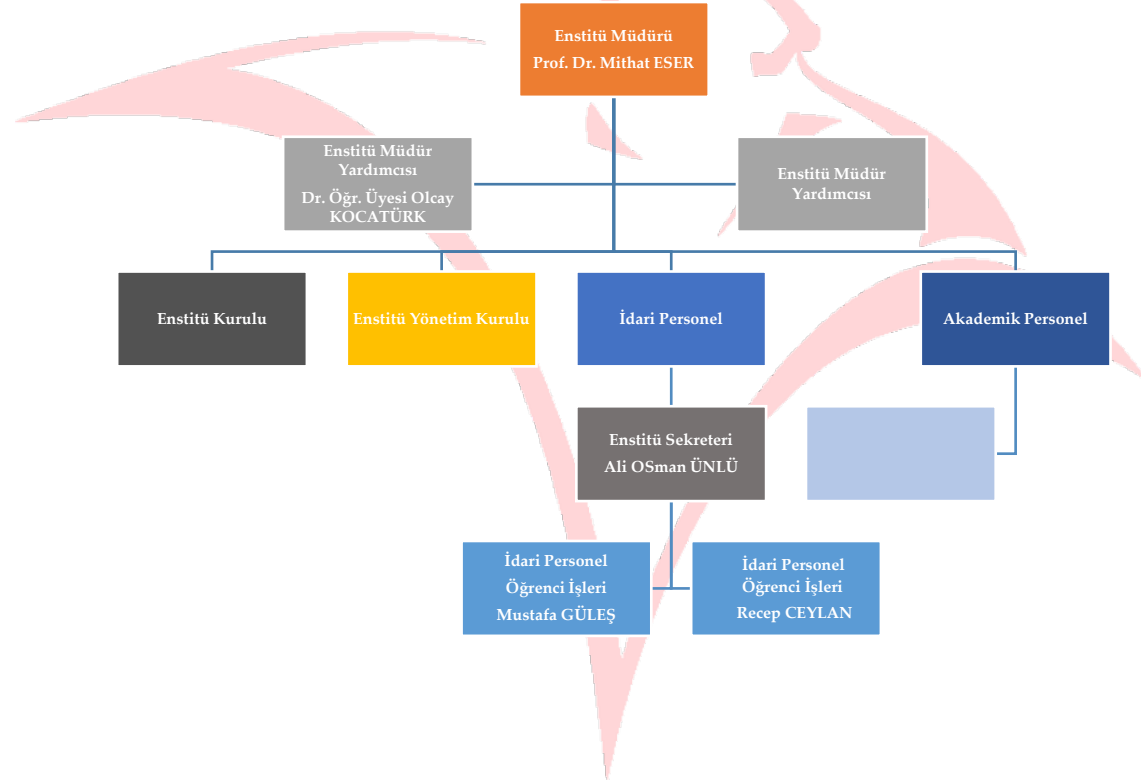 Enstitü Müdürü
Prof. Dr. Mithat ESER
Enstitü Müdür
Yardımcısı
Dr. Öğr. Üyesi Olcay
KOCATÜRK
Enstitü Müdür
Yardımcısı
Enstitü Kurulu
Enstitü Yönetim Kurulu
İdari Personel
Akademik Personel
Enstitü Sekreteri
Ali OSman ÜNLÜ
İdari Personel
Öğrenci İşleri
Mustafa GÜLEŞ
İdari Personel
Öğrenci İşleri
Recep CEYLAN